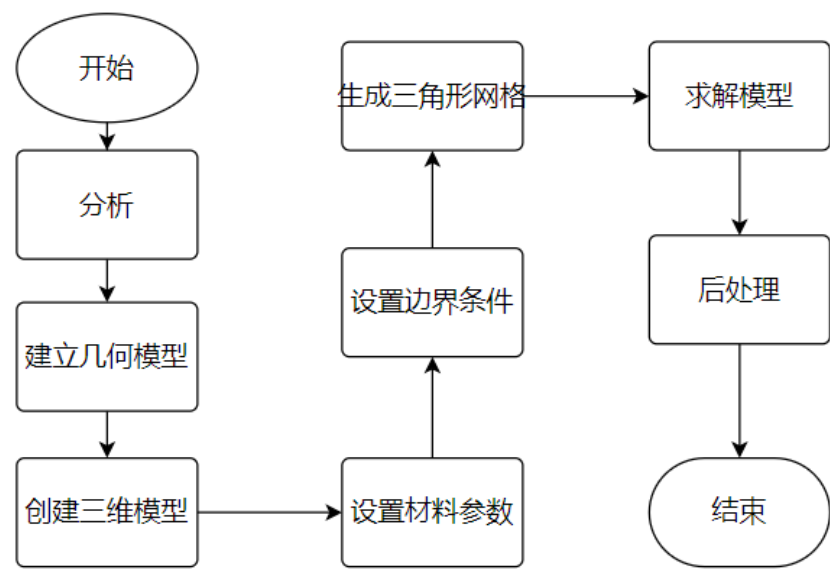 开始
分析
建立几何模型
创建三维模型
设置材料参数
设置边界条件
生成三角形网格
求解模型
后处理
结束